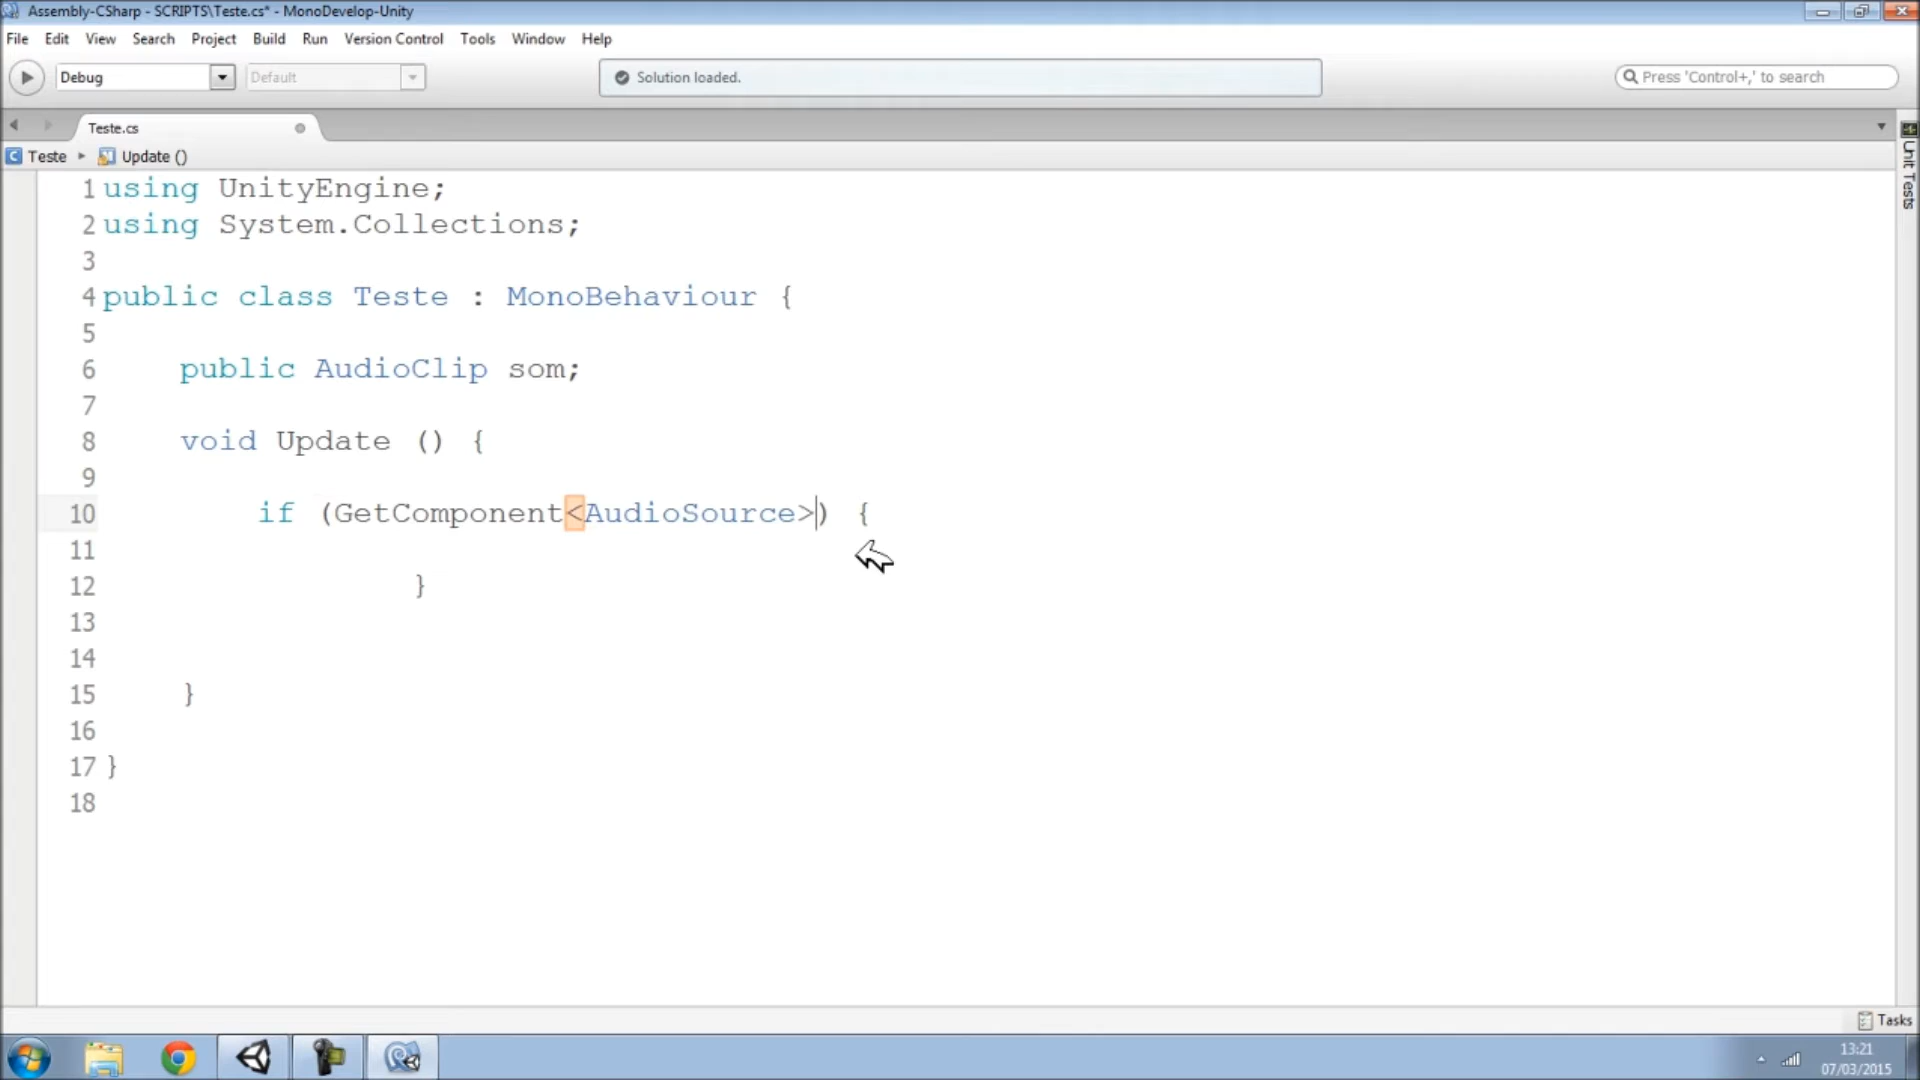 Assembly-CSharp - SCRIPTS\Teste.cs* - MonoDevelop-Unity
File Edit View Search Project Build Run Version Control Tools Window Help
Debug Default Solution loaded. Press 'Control+,' to search
Teste.cs
Teste Update ()
Unit Tests
1 using UnityEngine;
2 using System.Collections;
3
4 public class Teste : MonoBehaviour {
5
6 public AudioClip som;
7
8 void Update () {
9
10 if (GetComponent<AudioSource>) {
11
12 }
13
14
15 }
16
17 }
18
Tasks
13:21
07/03/2015